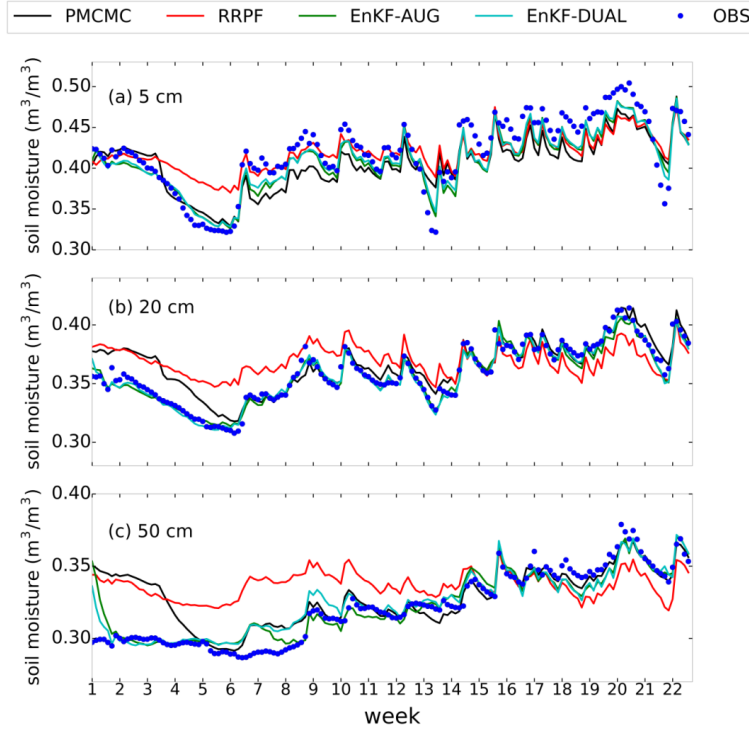 PMCMC RRPF EnKF-AUG EnKF-DUAL OBS
(a) 5 cm
soil moisture (m³/m³)
0.50
0.45
0.40
0.35
0.30
(b) 20 cm
soil moisture (m³/m³)
0.40
0.35
0.30
0.40
(c) 50 cm
soil moisture (m³/m³)
0.35
0.30
1 2 3 4 5 6 7 8 9 10 11 12 13 14 15 16 17 18 19 20 21 22
week